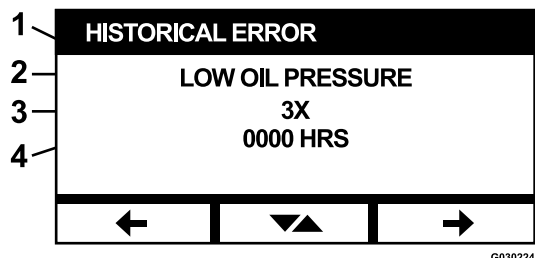 1 HISTORICAL ERROR
2 LOW OIL PRESSURE
3 3X
4 0000 HRS
G030224